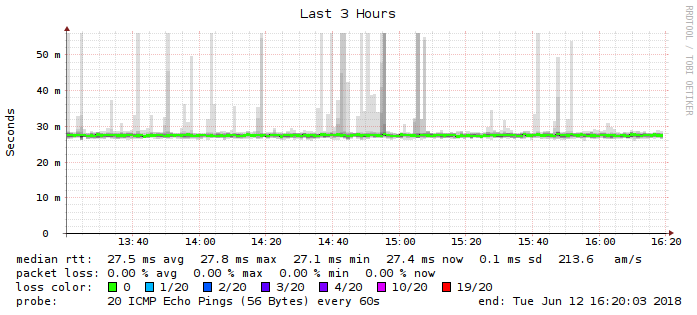 Last 3 Hours
RRDTOOL / TOBI OETIKER
Seconds
50 m
40 m
30 m
20 m
10 m
0
13:40 14:00 14:20 14:40 15:00 15:20 15:40 16:00 16:20
median rtt: 27.5 ms avg 27.8 ms max 27.1 ms min 27.4 ms now 0.1 ms sd 213.6 am/s
packet loss: 0.00 % avg 0.00 % max 0.00 % min 0.00 % now
loss color: 0 1/20 2/20 3/20 4/20 10/20 19/20
probe: 20 ICMP Echo Pings (56 Bytes) every 60s end: Tue Jun 12 16:20:03 2018